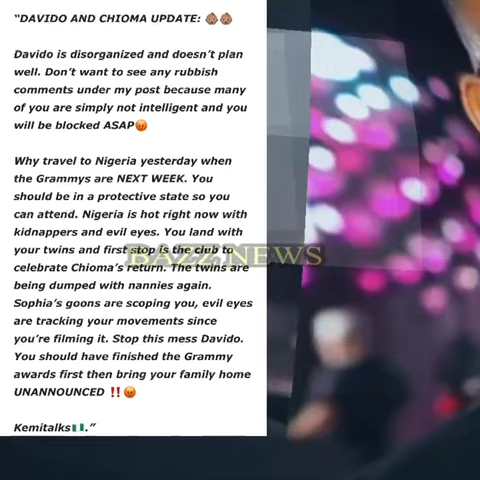 "DAVIDO AND CHIOMA UPDATE: 👶🏽👶🏽
Davido is disorganized and doesn't plan
well. Don't want to see any rubbish
comments under my post because many
of you are simply not intelligent and you
will be blocked ASAP😡
Why travel to Nigeria yesterday when
the Grammys are NEXT WEEK. You
should be in a protective state so you
can attend. Nigeria is hot right now with
kidnappers and evil eyes. You land with
your twins and first stop is the club to
celebrate Chioma's return. The twins are
being dumped with nannies again.
Sophia's goons are scoping you, evil eyes
are tracking your movements since
you're filming it. Stop this mess Davido.
You should have finished the Grammy
awards first then bring your family home
UNANNOUNCED ‼️😡
Kemitalks🇳🇬."
BAZZ NEWS